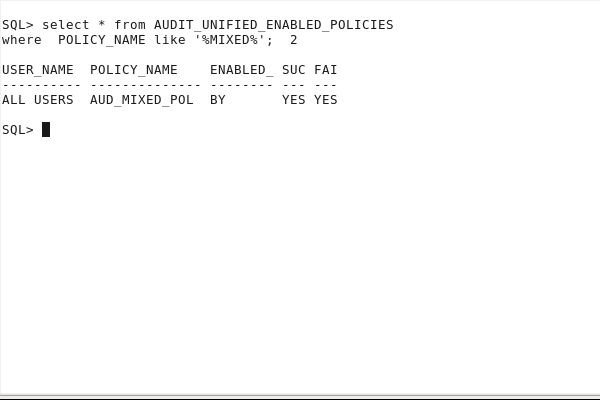 SQL> select * from AUDIT_UNIFIED_ENABLED_POLICIES
where  POLICY_NAME like '%MIXED%';  2
USER_NAME  POLICY_NAME    ENABLED_ SUC FAI
---------- -------------- -------- --- ---
ALL USERS  AUD_MIXED_POL  BY       YES YES
SQL>